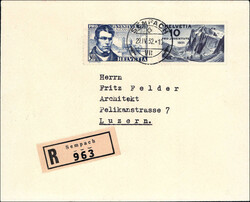 HELVETIA
HELVETIA
10
SEMPACH
Herrn
Fritz Felder
Architekt
Pelikanstrasse 7
Luzern.
R
Sempach
963